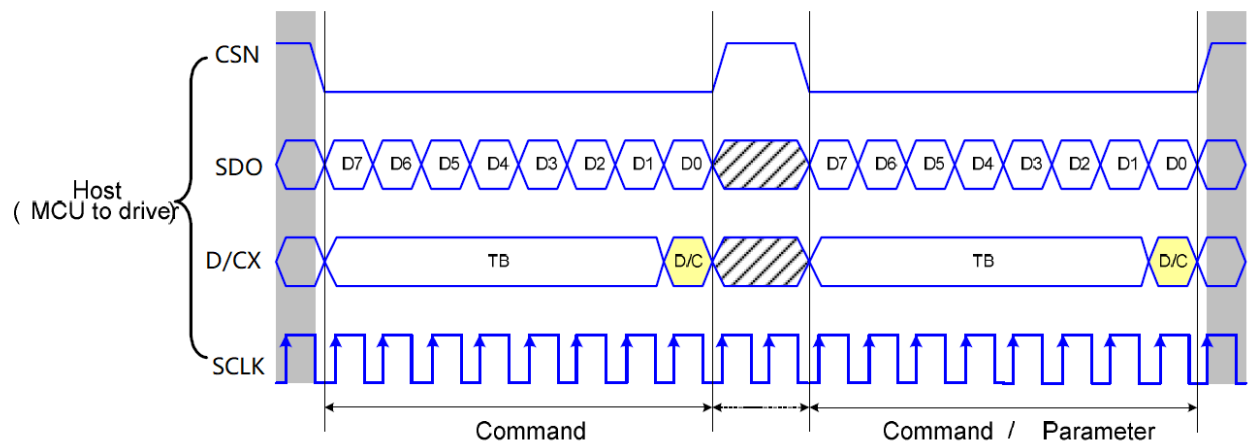 CSN
SDO
D7 D6 D5 D4 D3 D2 D1 D0 D7 D6 D5 D4 D3 D2 D1 D0
Host
( MCU to driver)
D/CX
TB D/C TB D/C
SCLK
Command Command / Parameter